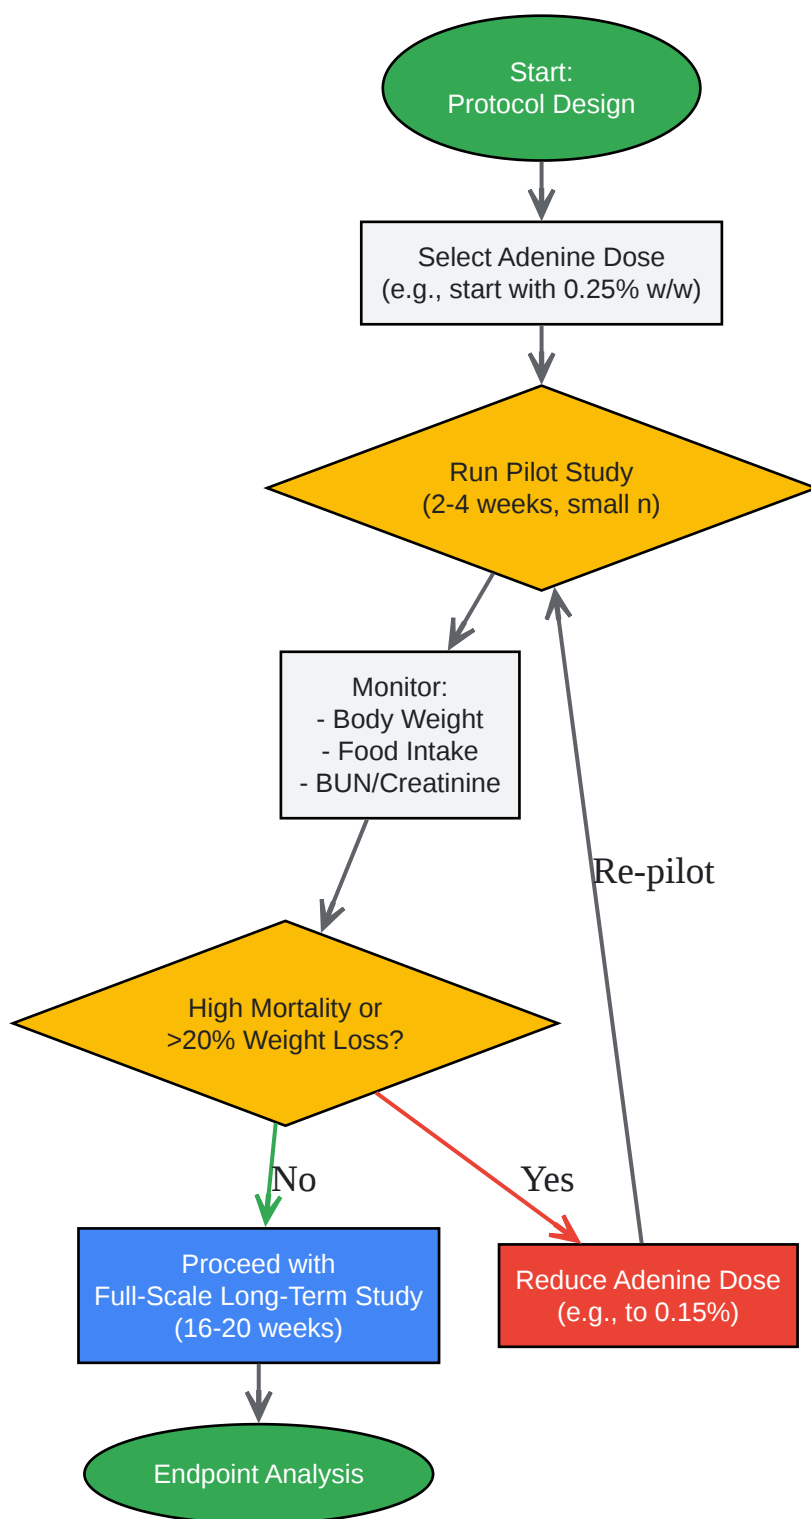 Start:
Protocol Design
Select Adenine Dose
(e.g., start with 0.25% w/w)
Run Pilot Study
(2-4 weeks, small n)
Monitor:
- Body Weight
- Food Intake
- BUN/Creatinine
Re-pilot
High Mortality or
>20% Weight Loss?
No
Yes
Proceed with
Full-Scale Long-Term Study
(16-20 weeks)
Reduce Adenine Dose
(e.g., to 0.15%)
Endpoint Analysis